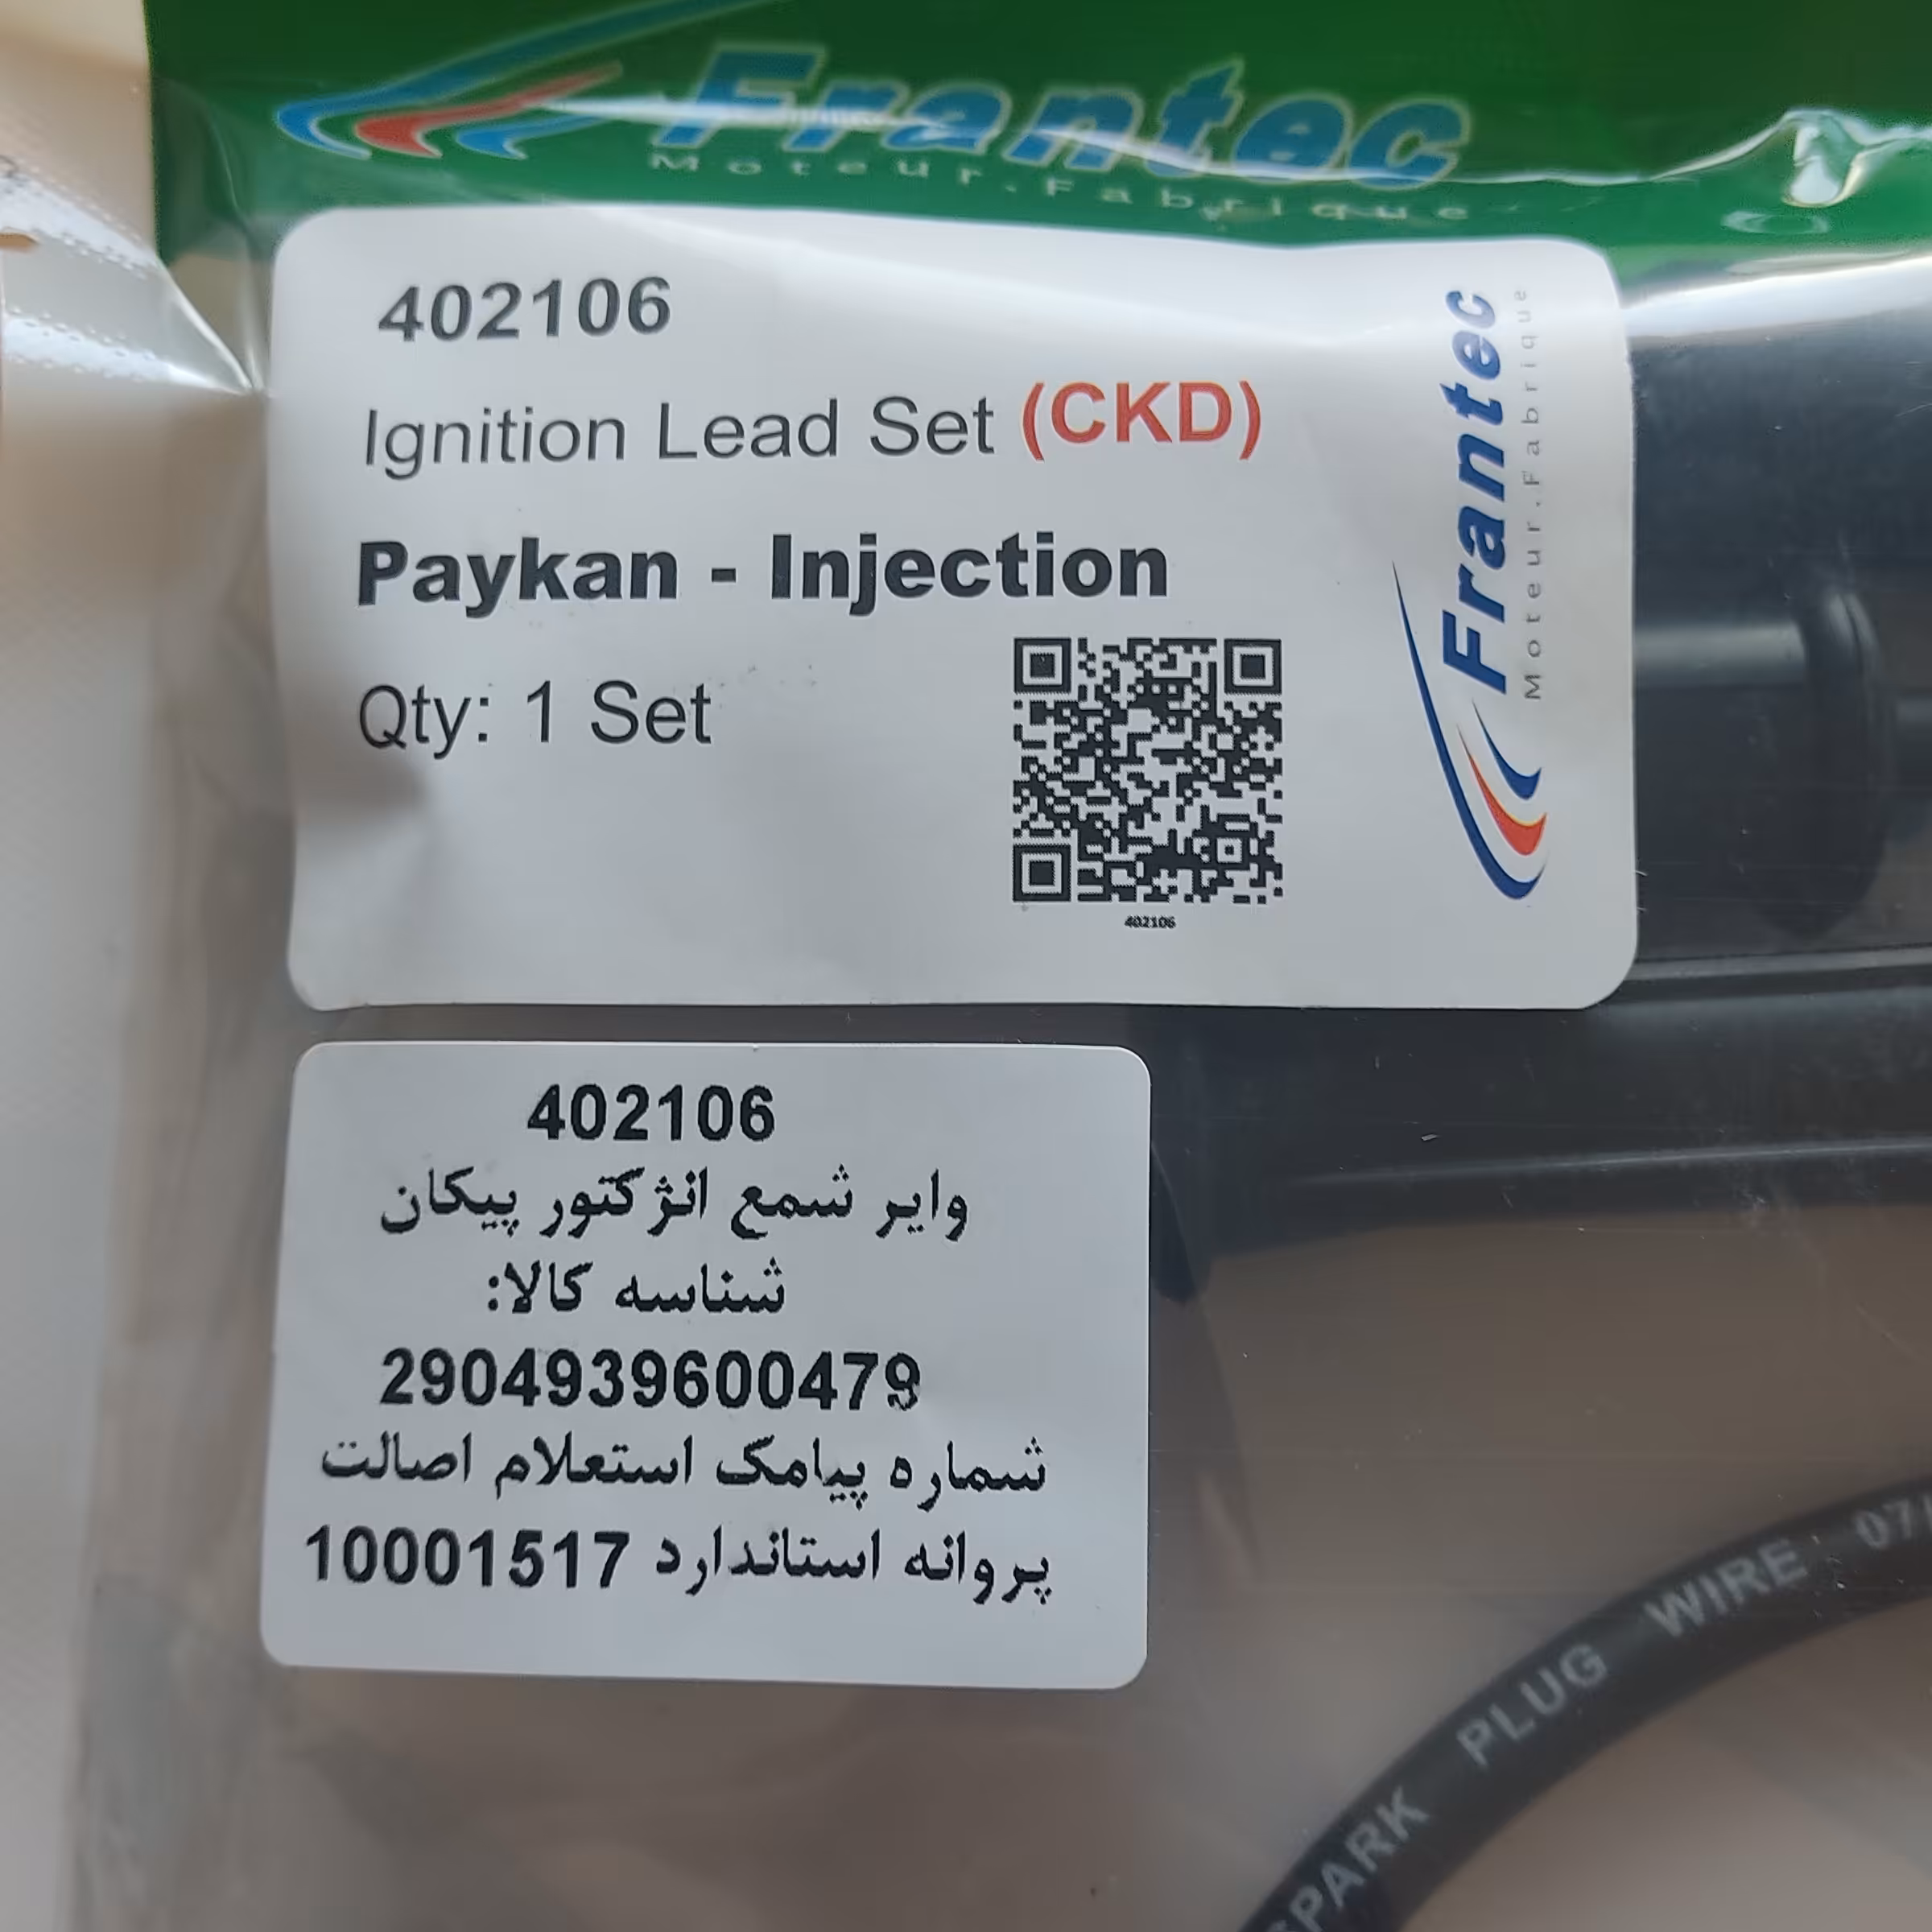 Frantec
Moteur.Fabrique
402106
Ignition Lead Set (CKD)
Paykan - Injection
Qty: 1 Set
402106
Frantec
Moteur.Fabrique
402106
وایر شمع انژکتور پیکان
شناسه کالا:
2904939600479
شماره پیامک استعلام اصالت
پروانه استاندارد 10001517
SPARK PLUG WIRE 07